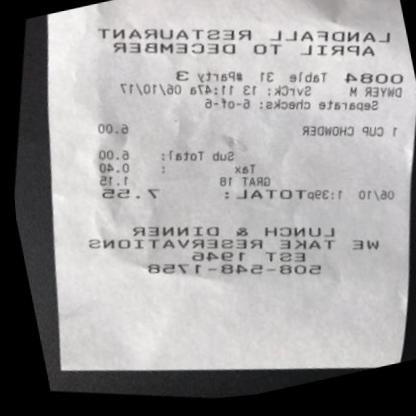 LANDFALL RESTAURANT
APRIL TO DECEMBER
0084 Table 31 #Party 3
DWYER M SvrCk: 13 11:47a 06/10/17
Separate checks: 6-of-6
1 CUP CHOWDER 6.00
Sub Total: 6.00
Tax : 0.40
GRAT 18 1.15
06/10 1:39pTOTAL: 7.55
LUNCH & DINNER
WE TAKE RESERVATIONS
EST 1946
508-548-1758